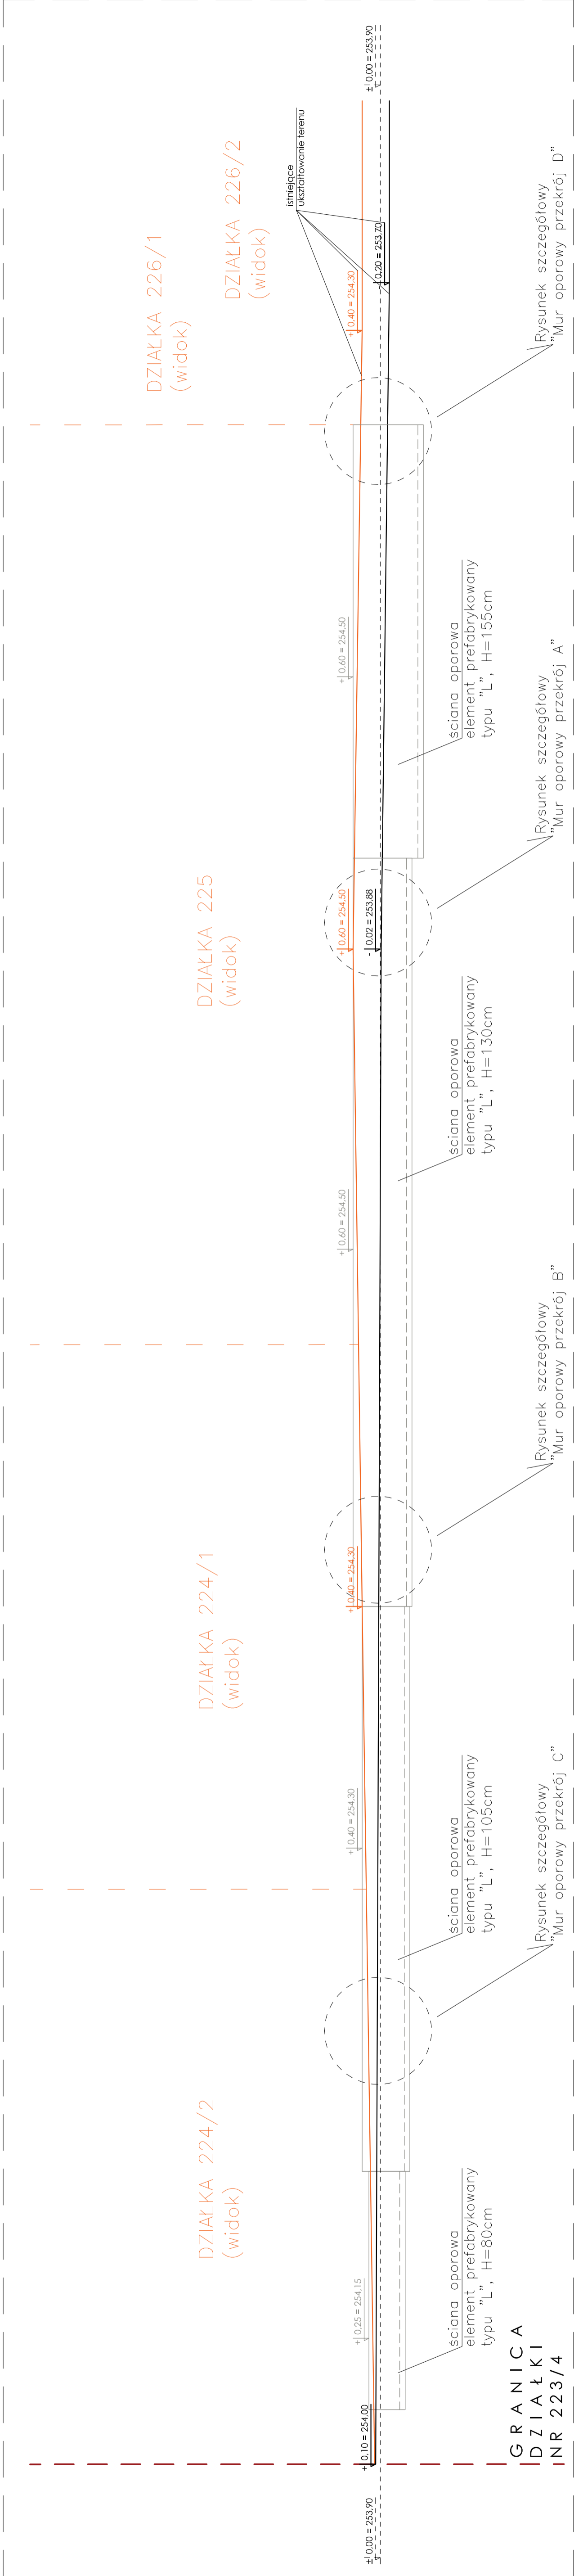 ± 0,00 = 253.90
+ 0.10 = 254.00
GRANICA
DZIAŁKI
NR 223/4
+ 0.25 = 254.15
ściana oporowa
element prefabrykowany
typu "L", H=80cm
DZIAŁKA 224/2
(widok)
Rysunek szczegółowy
"Mur oporowy przekrój C"
ściana oporowa
element prefabrykowany
typu "L", H=105cm
+ 0.40 = 254.30
DZIAŁKA 224/1
(widok)
+ 0.40 = 254.30
Rysunek szczegółowy
"Mur oporowy przekrój B"
+ 0.60 = 254.50
ściana oporowa
element prefabrykowany
typu "L", H=130cm
DZIAŁKA 225
(widok)
+ 0.60 = 254.50
- 0.02 = 253.88
Rysunek szczegółowy
"Mur oporowy przekrój A"
+ 0.60 = 254.50
ściana oporowa
element prefabrykowany
typu "L", H=155cm
DZIAŁKA 226/1
(widok)
DZIAŁKA 226/2
(widok)
+ 0.40 = 254.30
- 0.20 = 253.70
istniejące
ukształtowanie terenu
Rysunek szczegółowy
"Mur oporowy przekrój D"
± 0.00 = 253.90